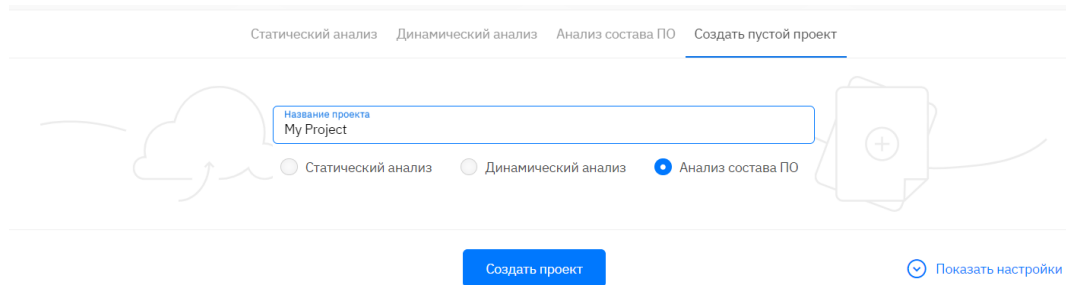 Статический анализ Динамический анализ Анализ состава ПО Создать пустой проект
Название проекта
My Project
Статический анализ Динамический анализ Анализ состава ПО
Создать проект Показать настройки